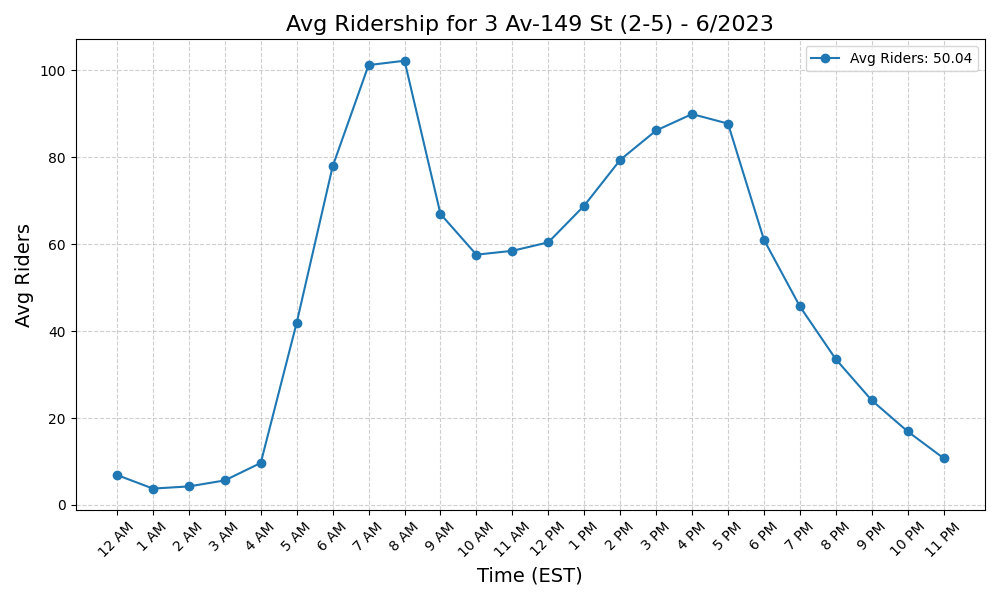 Avg Ridership for 3 Av-149 St (2-5) - 6/2023
Avg Riders: 50.04
Avg Riders
100
80
60
40
20
0
12 AM
1 AM
2 AM
3 AM
4 AM
5 AM
6 AM
7 AM
8 AM
9 AM
10 AM
11 AM
12 PM
1 PM
2 PM
3 PM
4 PM
5 PM
6 PM
7 PM
8 PM
9 PM
10 PM
11 PM
Time (EST)